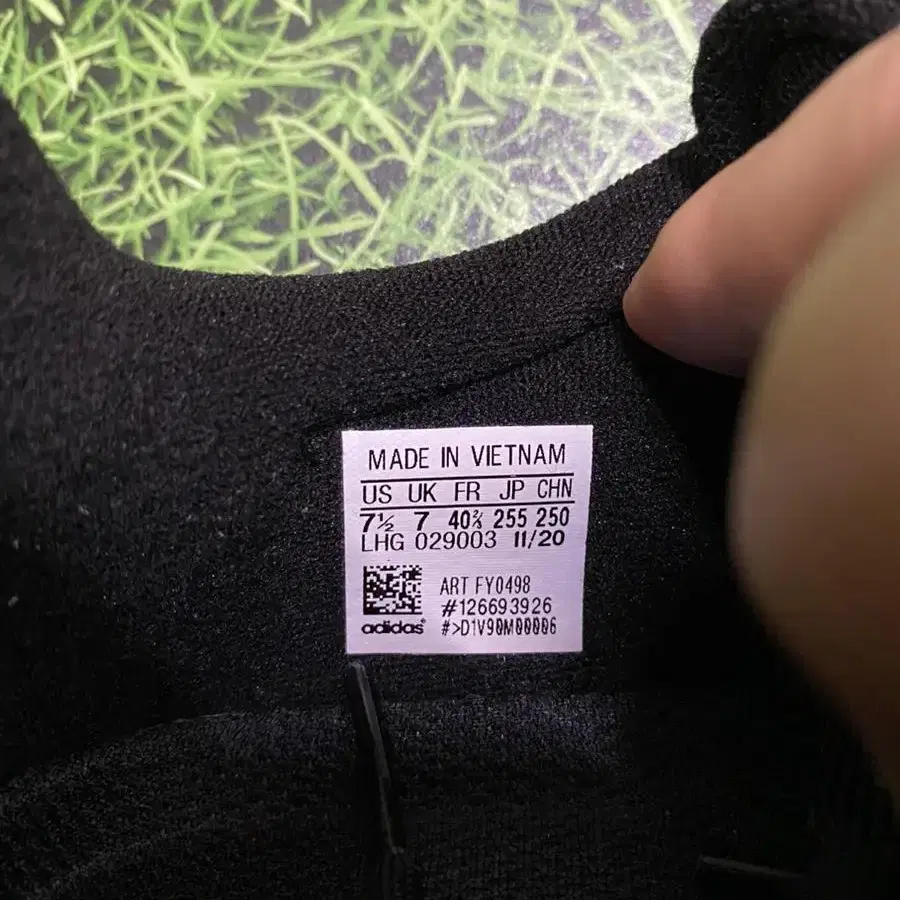 MADE IN VIETNAM
US UK FR JP CHN
7½ 7 40⅔ 255 250
LHG 029003 11/20
ART FY0498
#126693926
adidas® #>D1V90M00006